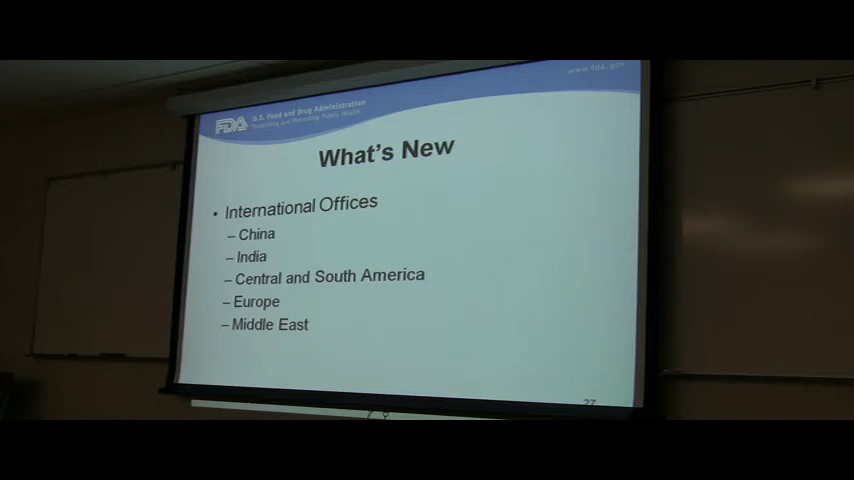 www.fda.gov
FDA
U.S. Food and Drug Administration
Protecting and Promoting Public Health
What's New
• International Offices
– China
– India
– Central and South America
– Europe
– Middle East
27